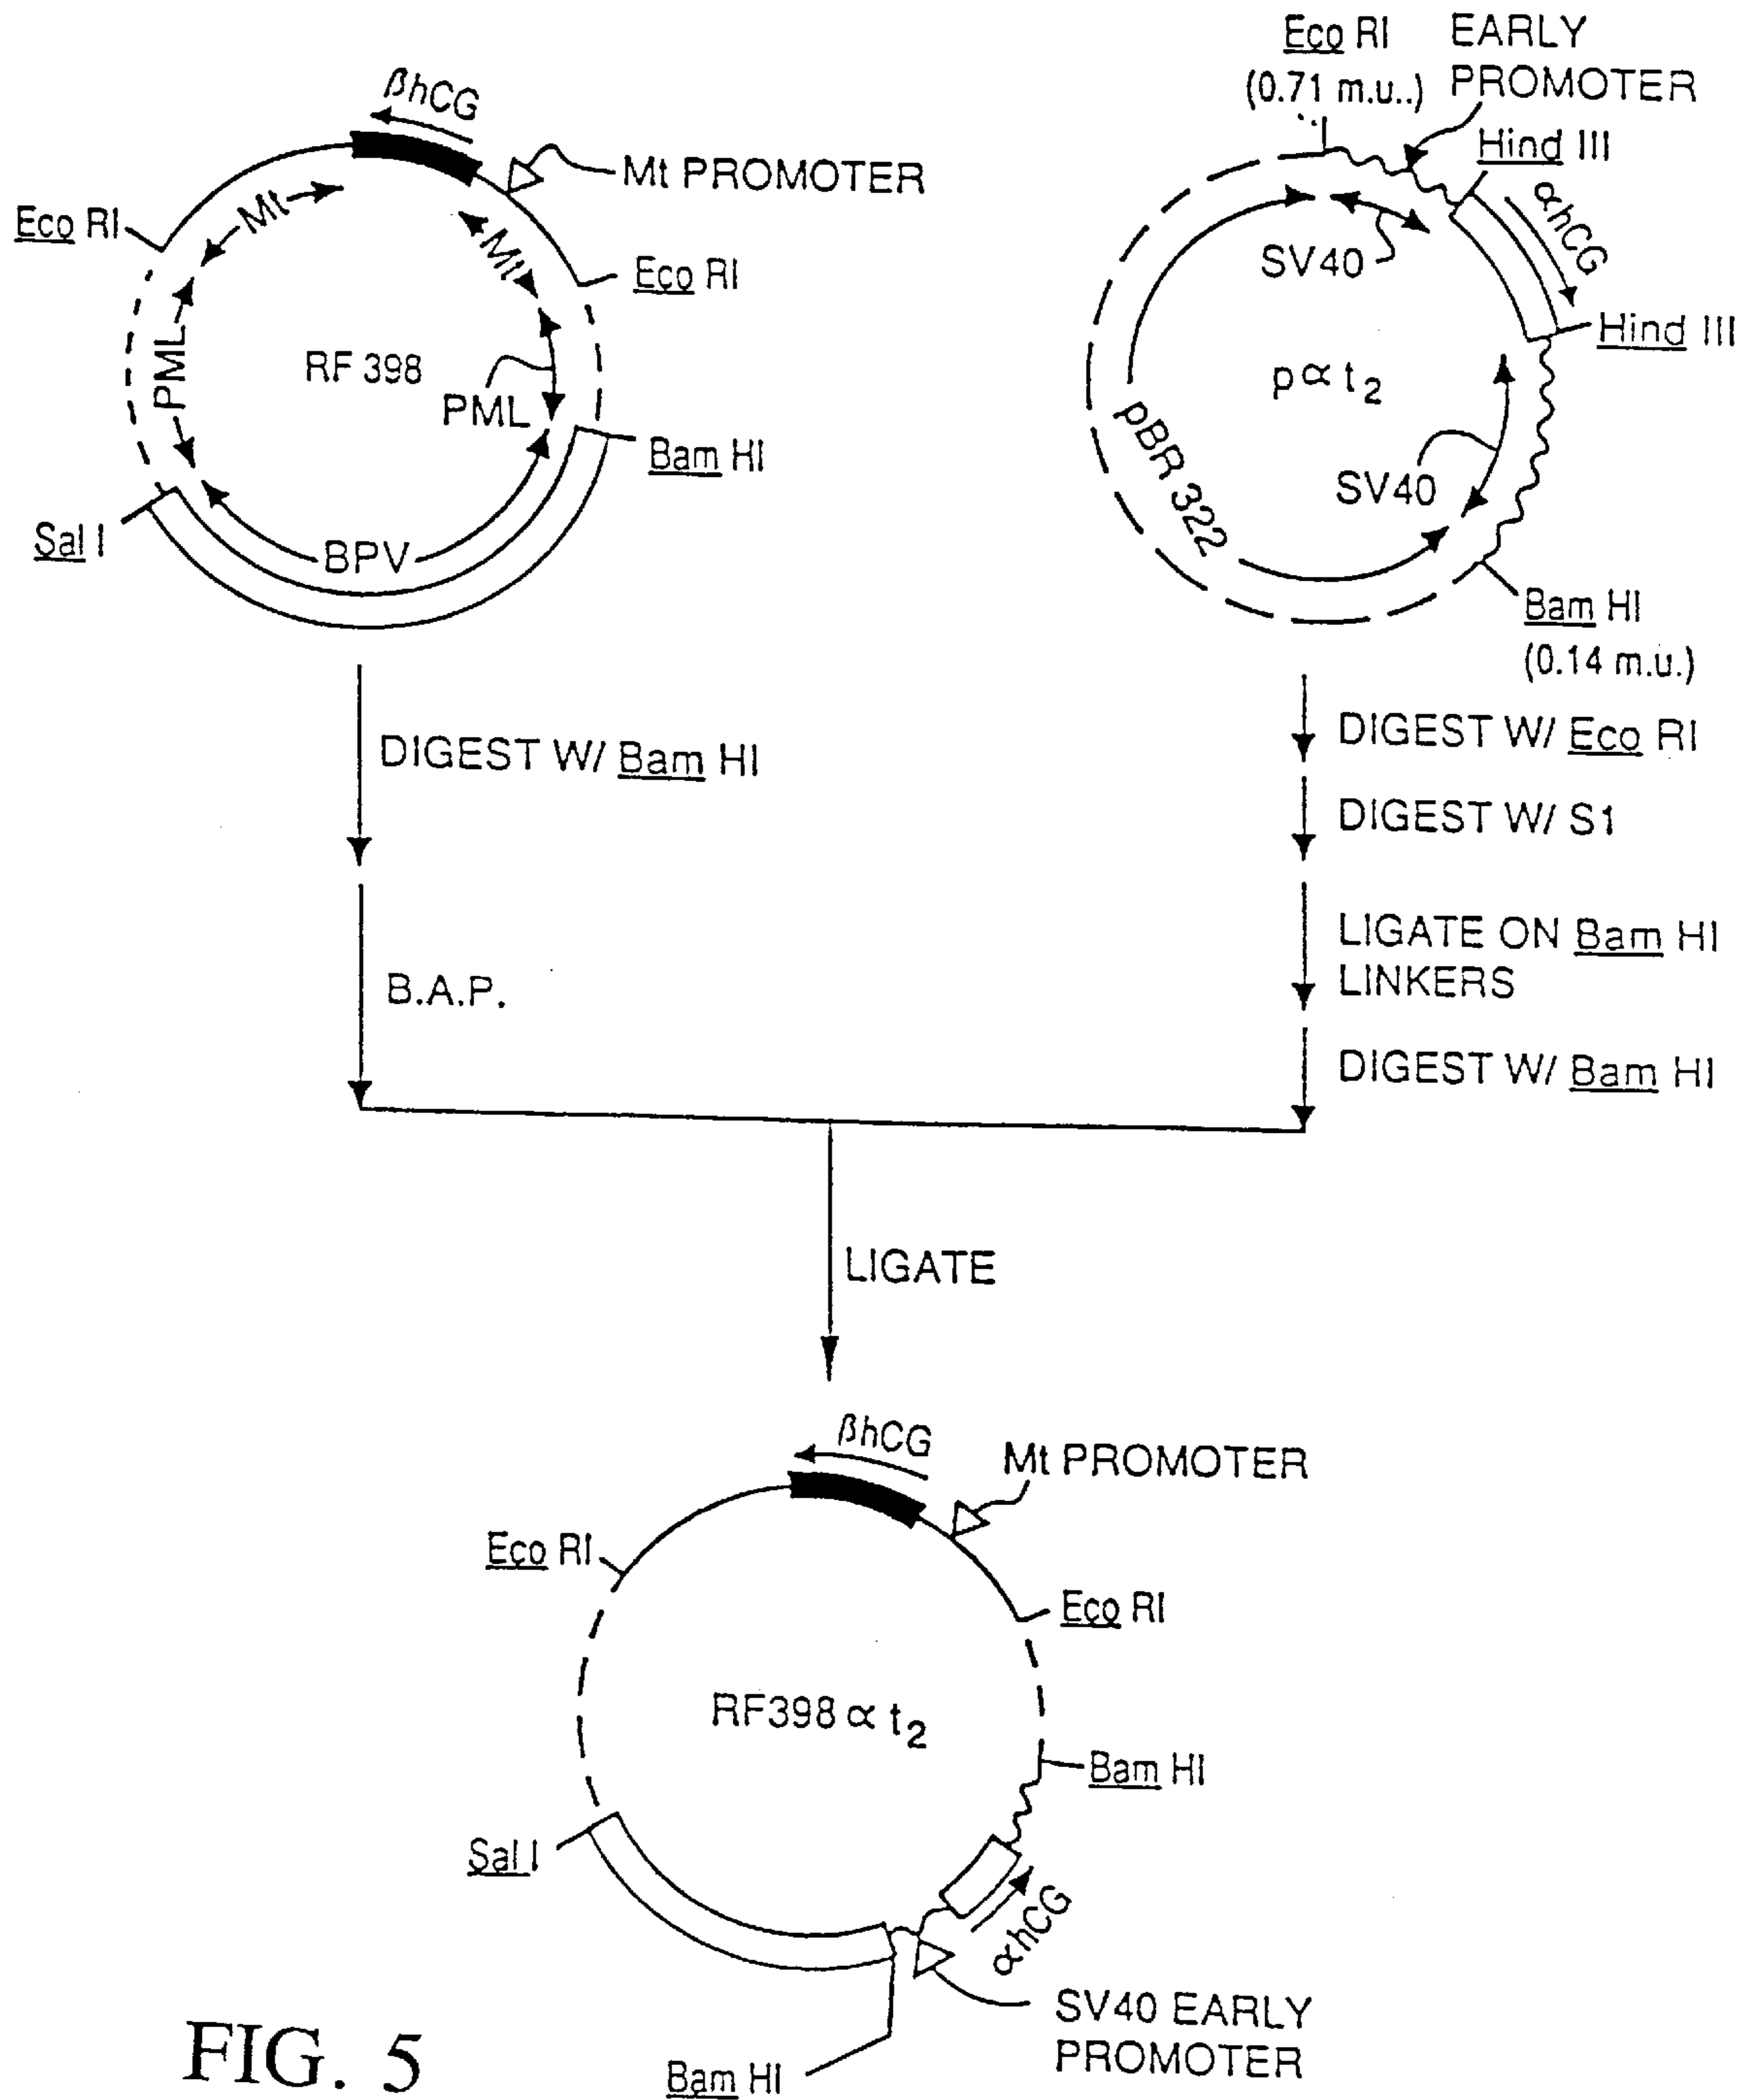 Eco RI
(0.71 m.u..)
EARLY
PROMOTER
βhCG
Mt PROMOTER
Hind III
αhCG
Eco RI
Mt
Mt
Eco RI
SV40
Hind III
PML
RF 398
PML
p∝t₂
Bam HI
pBR 322
SV40
Sal I
BPV
Bam HI
(0.14 m.u.)
DIGEST W/ Bam HI
DIGEST W/ Eco RI
DIGEST W/ S1
LIGATE ON Bam HI
LINKERS
B.A.P.
DIGEST W/ Bam HI
LIGATE
βhCG
Mt PROMOTER
Eco RI
Eco RI
RF398∝t₂
Bam HI
Sal I
∝hCG
SV40 EARLY
PROMOTER
Bam HI
FIG. 5